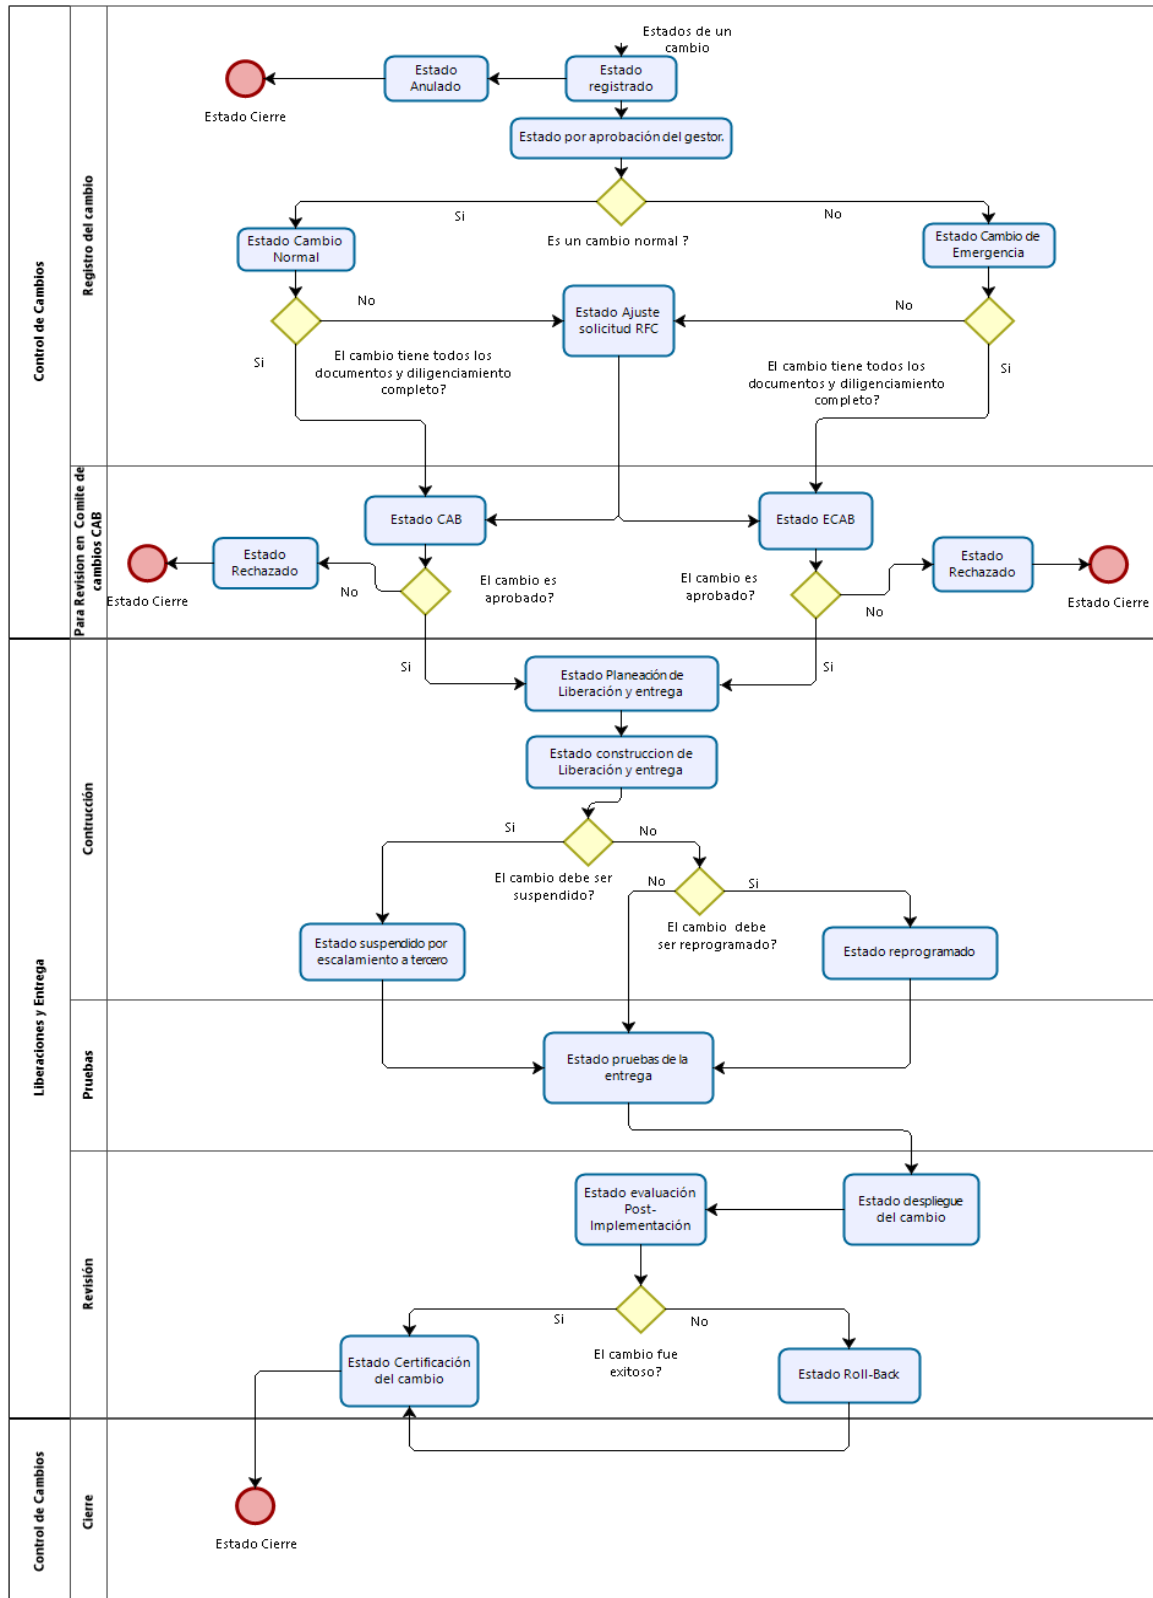 Control de Cambios
Registro del cambio
Estados de un
cambio
Estado
Anulado
Estado
registrado
Estado Cierre
Estado por aprobación del gestor.
Si
No
Es un cambio normal ?
Estado Cambio
Normal
Estado Cambio de
Emergencia
No
Estado Ajuste
solicitud RFC
No
Si
El cambio tiene todos los
documentos y diligenciamiento
completo?
El cambio tiene todos los
documentos y diligenciamiento
completo?
Si
Para Revision en Comite de
cambios CAB
Estado CAB
Estado ECAB
Estado
Rechazado
Estado Cierre
No
El cambio es
aprobado?
El cambio es
aprobado?
No
Estado
Rechazado
Estado Cierre
Liberaciones y Entrega
Contrucción
Si
Si
Estado Planeación de
Liberación y entrega
Estado construccion de
Liberación y entrega
Si
No
El cambio debe ser
suspendido?
No
Si
El cambio  debe
ser reprogramado?
Estado suspendido por
escalamiento a tercero
Estado reprogramado
Pruebas
Estado pruebas de la
entrega
Revisión
Estado evaluación
Post-
Implementación
Estado despliegue
del cambio
Si
No
El cambio fue
exitoso?
Estado Certificación
del cambio
Estado Roll-Back
Control de Cambios
Cierre
Estado Cierre